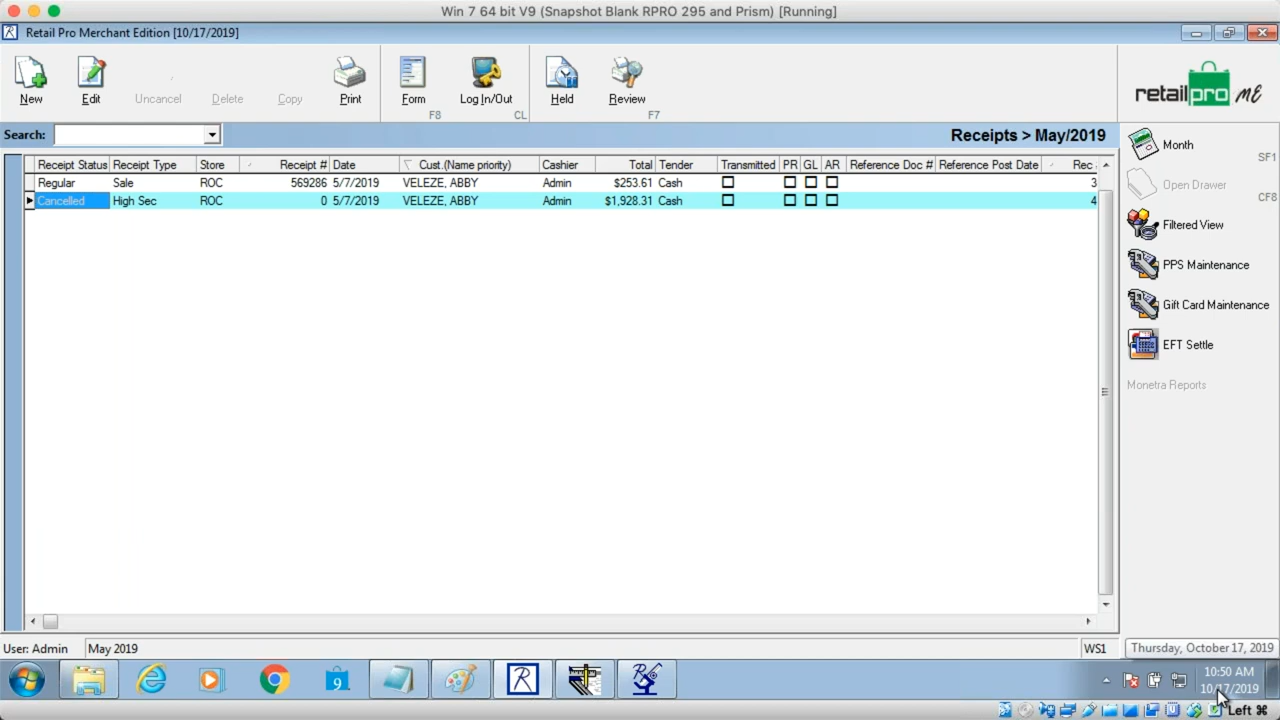 Win 7 64 bit V9 (Snapshot Blank RPRO 295 and Prism) [Running]
Retail Pro Merchant Edition [10/17/2019]
New Edit Uncancel Delete Copy Print Form Log In/Out Held Review
F8 CL F7
retailpro ME
Search: Receipts > May/2019
Month
SF1
Receipt Status Receipt Type Store Receipt # Date Cust.(Name priority) Cashier Total Tender Transmitted PR GL AR Reference Doc # Reference Post Date Rec
Regular Sale ROC 569286 5/7/2019 VELEZE, ABBY Admin $253.61 Cash 3
Cancelled High Sec ROC 0 5/7/2019 VELEZE, ABBY Admin $1,928.31 Cash 4
Open Drawer
CF8
Filtered View
PPS Maintenance
Gift Card Maintenance
EFT Settle
Monetra Reports
User: Admin May 2019 WS1 Thursday, October 17, 2019
9
10:50 AM
10/17/2019
Left ⌘